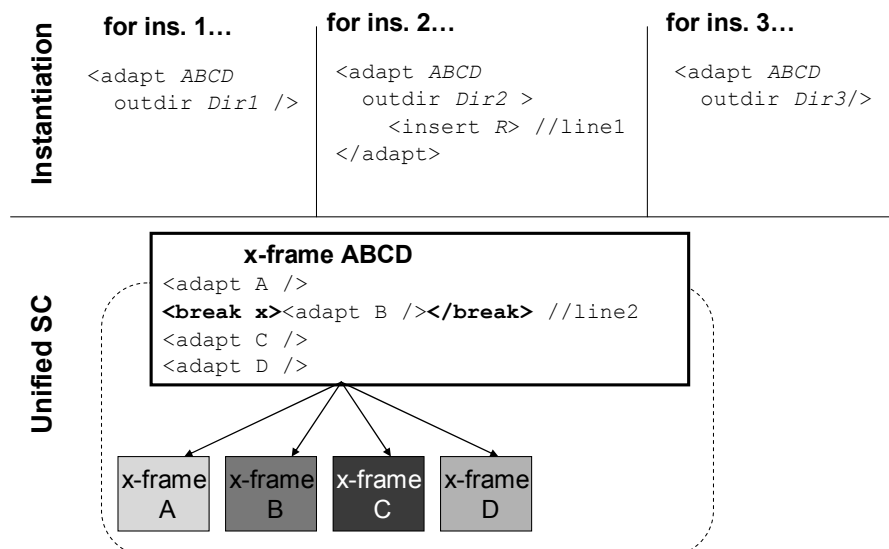 Instantiation
for ins. 1…
<adapt ABCD
outdir Dir1 />
for ins. 2…
<adapt ABCD
outdir Dir2 >
<insert R> //line1
</adapt>
for ins. 3…
<adapt ABCD
outdir Dir3/>
Unified SC
x-frame ABCD
<adapt A />
<break x><adapt B /></break> //line2
<adapt C />
<adapt D />
x-frame
A
x-frame
B
x-frame
C
x-frame
D